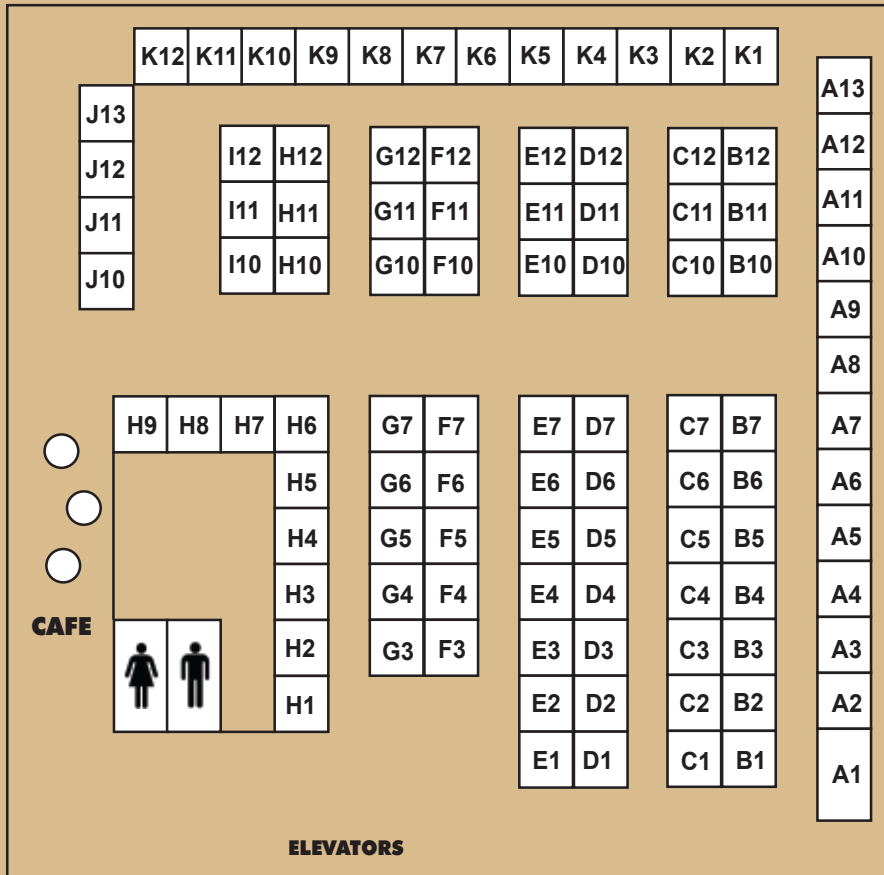 K12 K11 K10 K9 K8 K7 K6 K5 K4 K3 K2 K1
A13
J13
I12 H12 G12 F12 E12 D12 C12 B12 A12
J12
I11 H11 G11 F11 E11 D11 C11 B11 A11
J11
I10 H10 G10 F10 E10 D10 C10 B10 A10
J10
A9
A8
H9 H8 H7 H6 G7 F7 E7 D7 C7 B7 A7
H5 G6 F6 E6 D6 C6 B6 A6
H4 G5 F5 E5 D5 C5 B5 A5
H3 G4 F4 E4 D4 C4 B4 A4
CAFE
H2 G3 F3 E3 D3 C3 B3 A3
H1 E2 D2 C2 B2 A2
E1 D1 C1 B1 A1
ELEVATORS